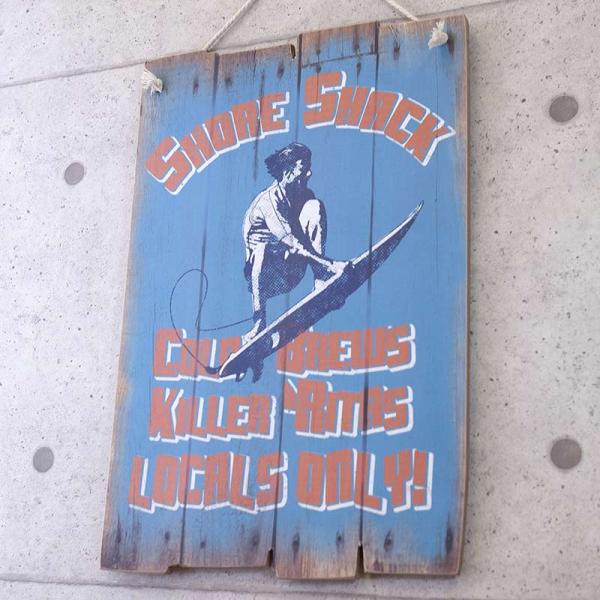 SHORE SHACK
COLD BREWS
KILLER 'RITAS
LOCALS ONLY!